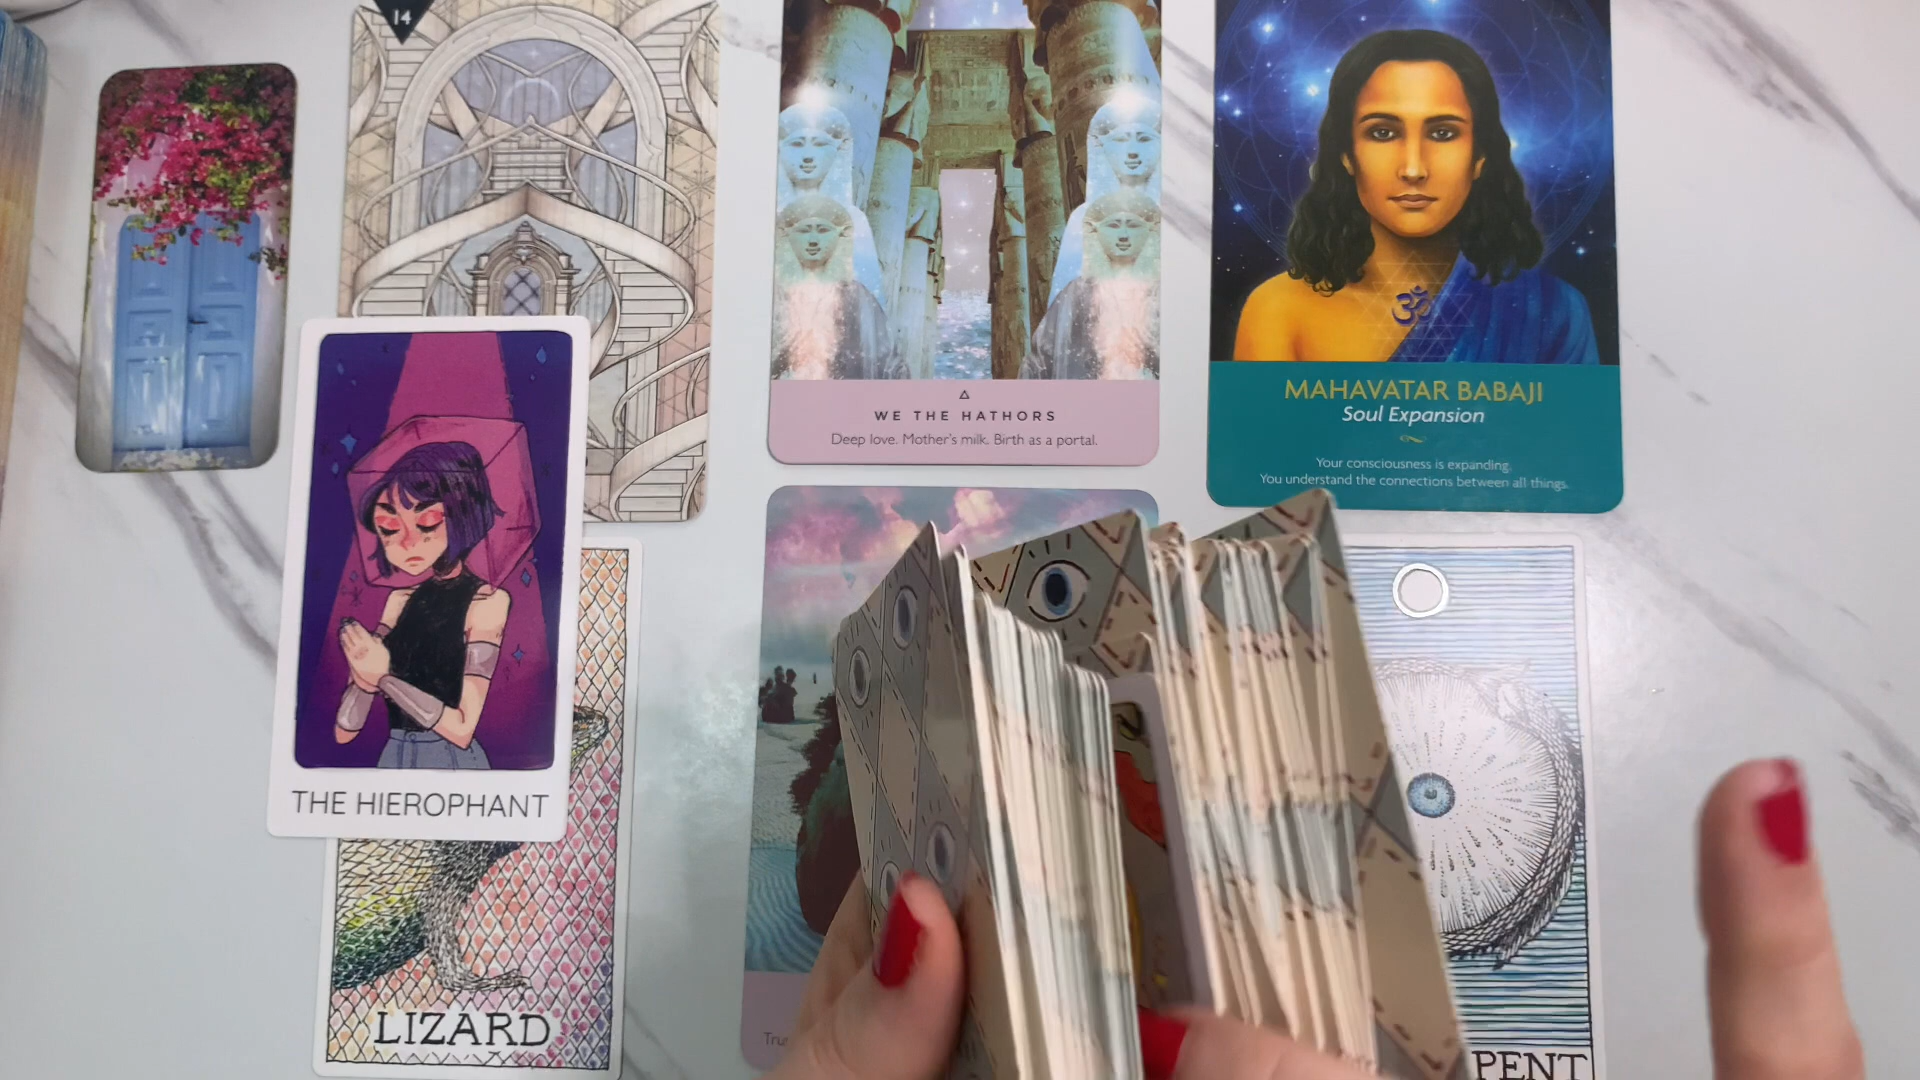 14
WE THE HATHORS
Deep love. Mother's milk. Birth as a portal.
MAHAVATAR BABAJI
Soul Expansion
Your consciousness is expanding.
You understand the connections between all things.
THE HIEROPHANT
LIZARD
PENT